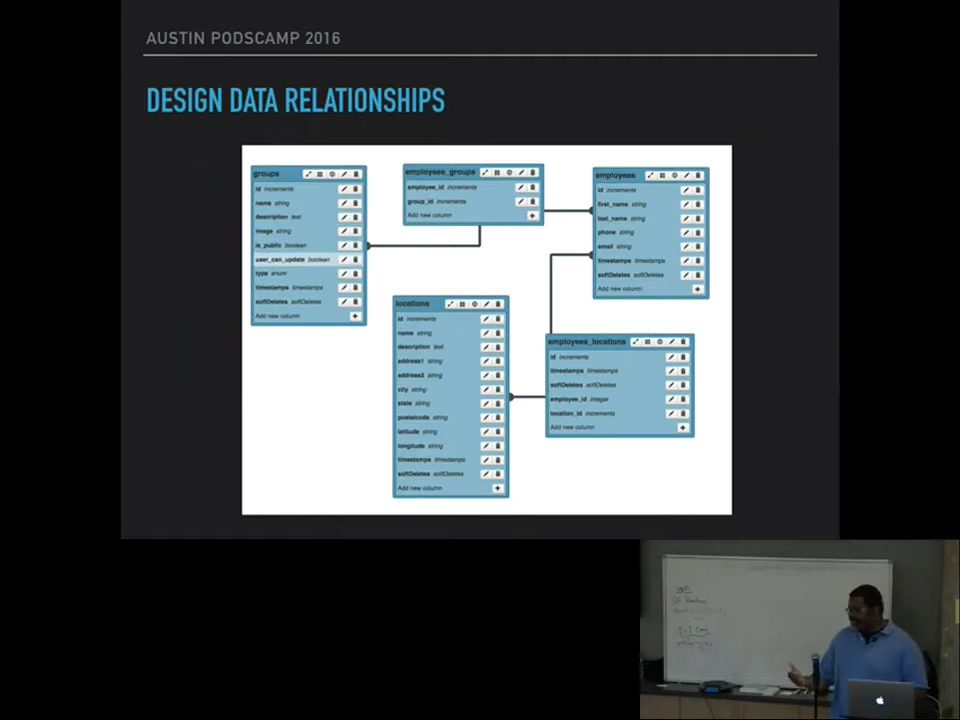 AUSTIN PODSCAMP 2016
DESIGN DATA RELATIONSHIPS
groups
id increments
name string
description text
image string
is_public boolean
user_can_update boolean
type enum
timestamps timestamps
softDeletes softDeletes
Add new column
employees_groups
employee_id increments
group_id increments
Add new column
employees
id increments
first_name string
last_name string
phone string
email string
timestamps timestamps
softDeletes softDeletes
Add new column
locations
id increments
name string
description text
address1 string
address2 string
city string
state string
postalcode string
latitude string
longitude string
timestamps timestamps
softDeletes softDeletes
Add new column
employees_locations
id increments
timestamps timestamps
softDeletes softDeletes
employee_id integer
location_id increments
Add new column